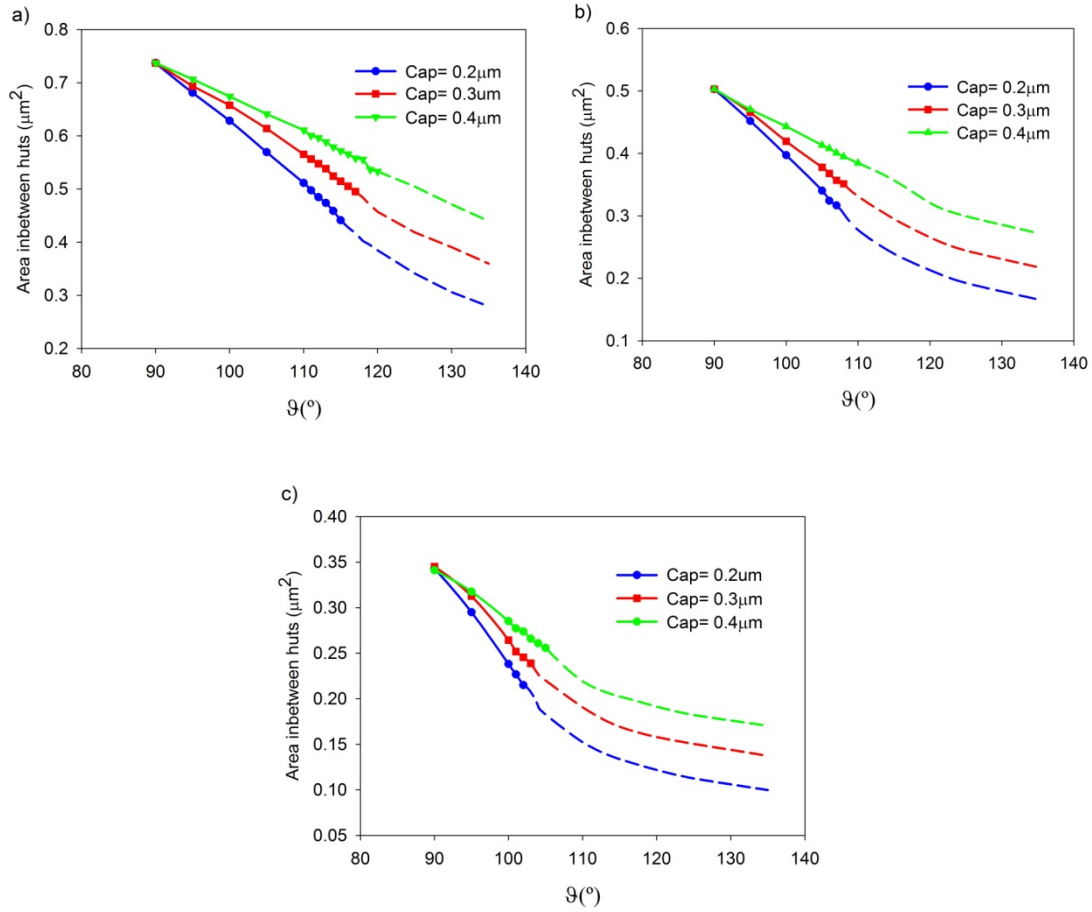 a)
Area inbetween huts (μm²)
0.8
0.7
0.6
0.5
0.4
0.3
0.2
80 90 100 110 120 130 140
ϑ(º)
Cap= 0.2μm
Cap= 0.3um
Cap= 0.4μm
b)
Area inbetween huts (μm²)
0.6
0.5
0.4
0.3
0.2
0.1
80 90 100 110 120 130 140
ϑ(º)
Cap= 0.2μm
Cap= 0.3μm
Cap= 0.4μm
c)
Area inbetween huts (μm²)
0.40
0.35
0.30
0.25
0.20
0.15
0.10
0.05
80 90 100 110 120 130 140
ϑ(º)
Cap= 0.2um
Cap= 0.3μm
Cap= 0.4μm